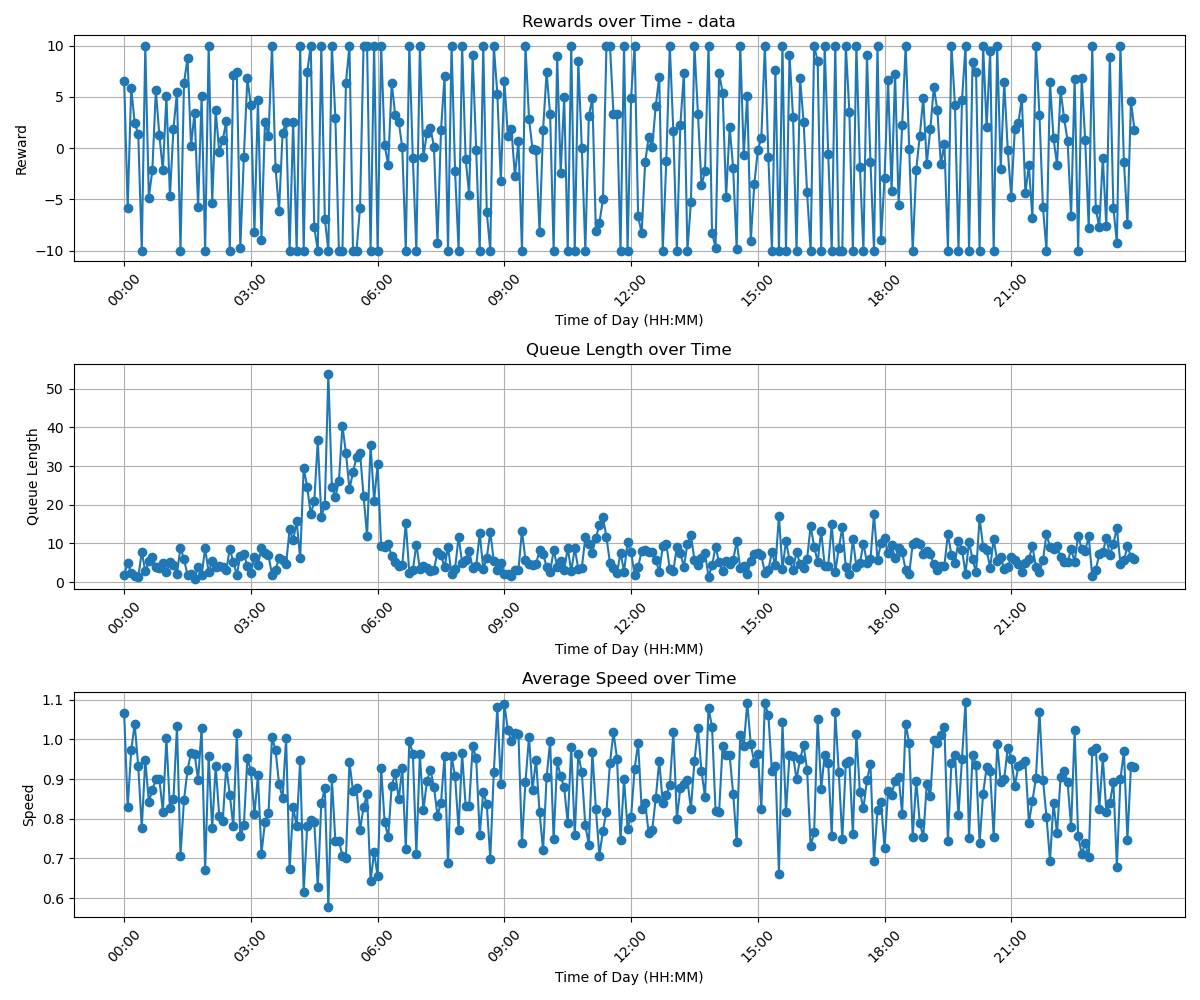 Rewards over Time - data
10
5
0
−5
−10
Reward
00:00 03:00 06:00 09:00 12:00 15:00 18:00 21:00
Time of Day (HH:MM)
Queue Length over Time
50
40
30
20
10
0
Queue Length
00:00 03:00 06:00 09:00 12:00 15:00 18:00 21:00
Time of Day (HH:MM)
Average Speed over Time
1.1
1.0
0.9
0.8
0.7
0.6
Speed
00:00 03:00 06:00 09:00 12:00 15:00 18:00 21:00
Time of Day (HH:MM)